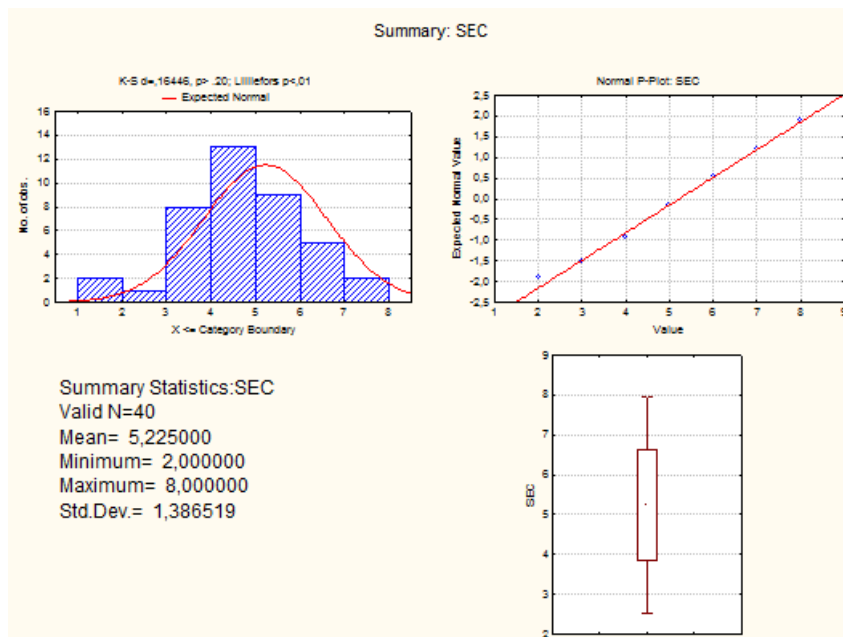 Summary: SEC
K-S d=,16446, p> .20; Lilliefors p<,01
Expected Normal
16
14
12
10
8
6
4
2
0
No. of obs.
1 2 3 4 5 6 7 8
X <= Category Boundary
Normal P-Plot: SEC
2,5
2,0
1,5
1,0
0,5
0,0
-0,5
-1,0
-1,5
-2,0
-2,5
Expected Normal Value
1 2 3 4 5 6 7 8 9
Value
Summary Statistics:SEC
Valid N=40
Mean= 5,225000
Minimum= 2,000000
Maximum= 8,000000
Std.Dev.= 1,386519
9
8
7
6
5
4
3
2
SEC